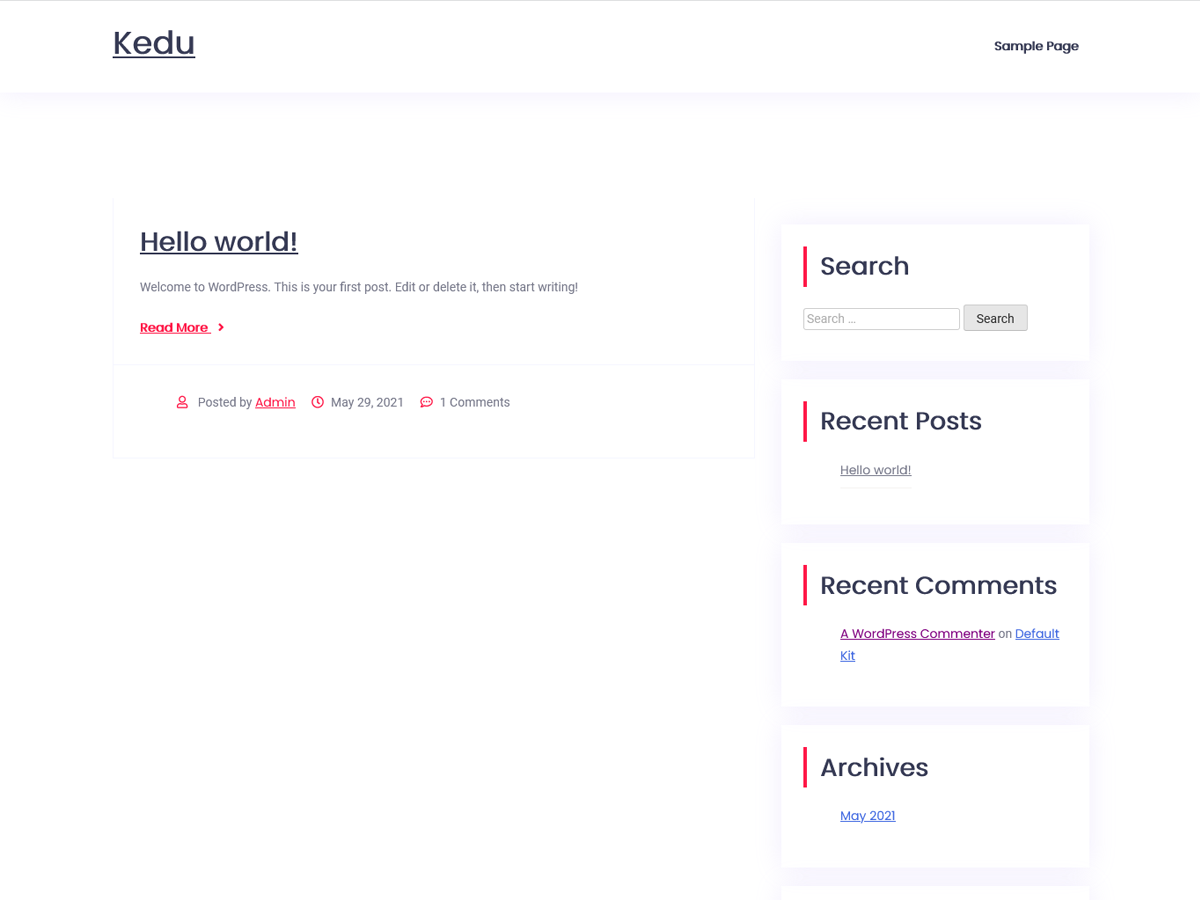 Kedu
Sample Page
Hello world!
Welcome to WordPress. This is your first post. Edit or delete it, then start writing!
Read More
Posted by Admin May 29, 2021 1 Comments
Search
Search …
Search
Recent Posts
Hello world!
Recent Comments
A WordPress Commenter on Default
Kit
Archives
May 2021